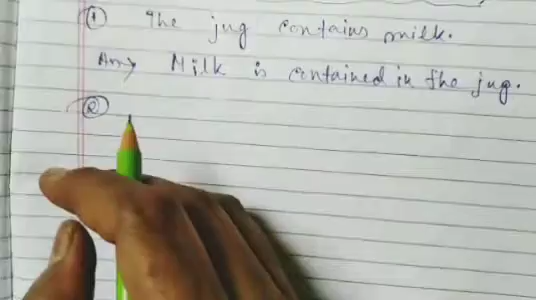 ① The jug contains milk.
Ans Milk is contained in the jug.
②